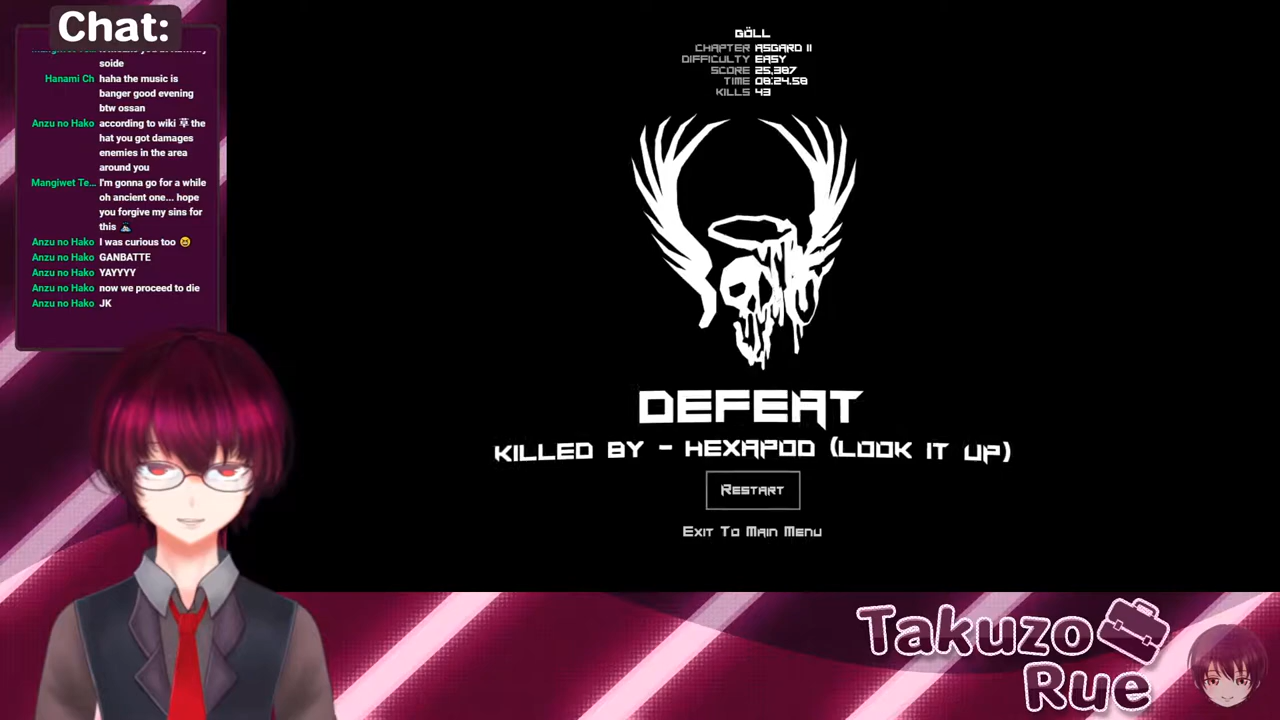 Chat:
soide
Hanami Ch haha the music is
banger good evening
btw ossan
Anzu no Hako according to wiki 草 the
hat you got damages
enemies in the area
around you
Mangiwet Te... I'm gonna go for a while
oh ancient one... hope
you forgive my sins for
this
Anzu no Hako I was curious too
Anzu no Hako GANBATTE
Anzu no Hako YAYYYY
Anzu no Hako now we proceed to die
Anzu no Hako JK
GÖLL
CHAPTER ASGARD II
DIFFICULTY EASY
SCORE 25,387
TIME 08:24.58
KILLS 43
DEFEAT
KILLED BY - HEXAPOD (LOOK IT UP)
RESTART
EXIT TO MAIN MENU
Takuzo
Rue